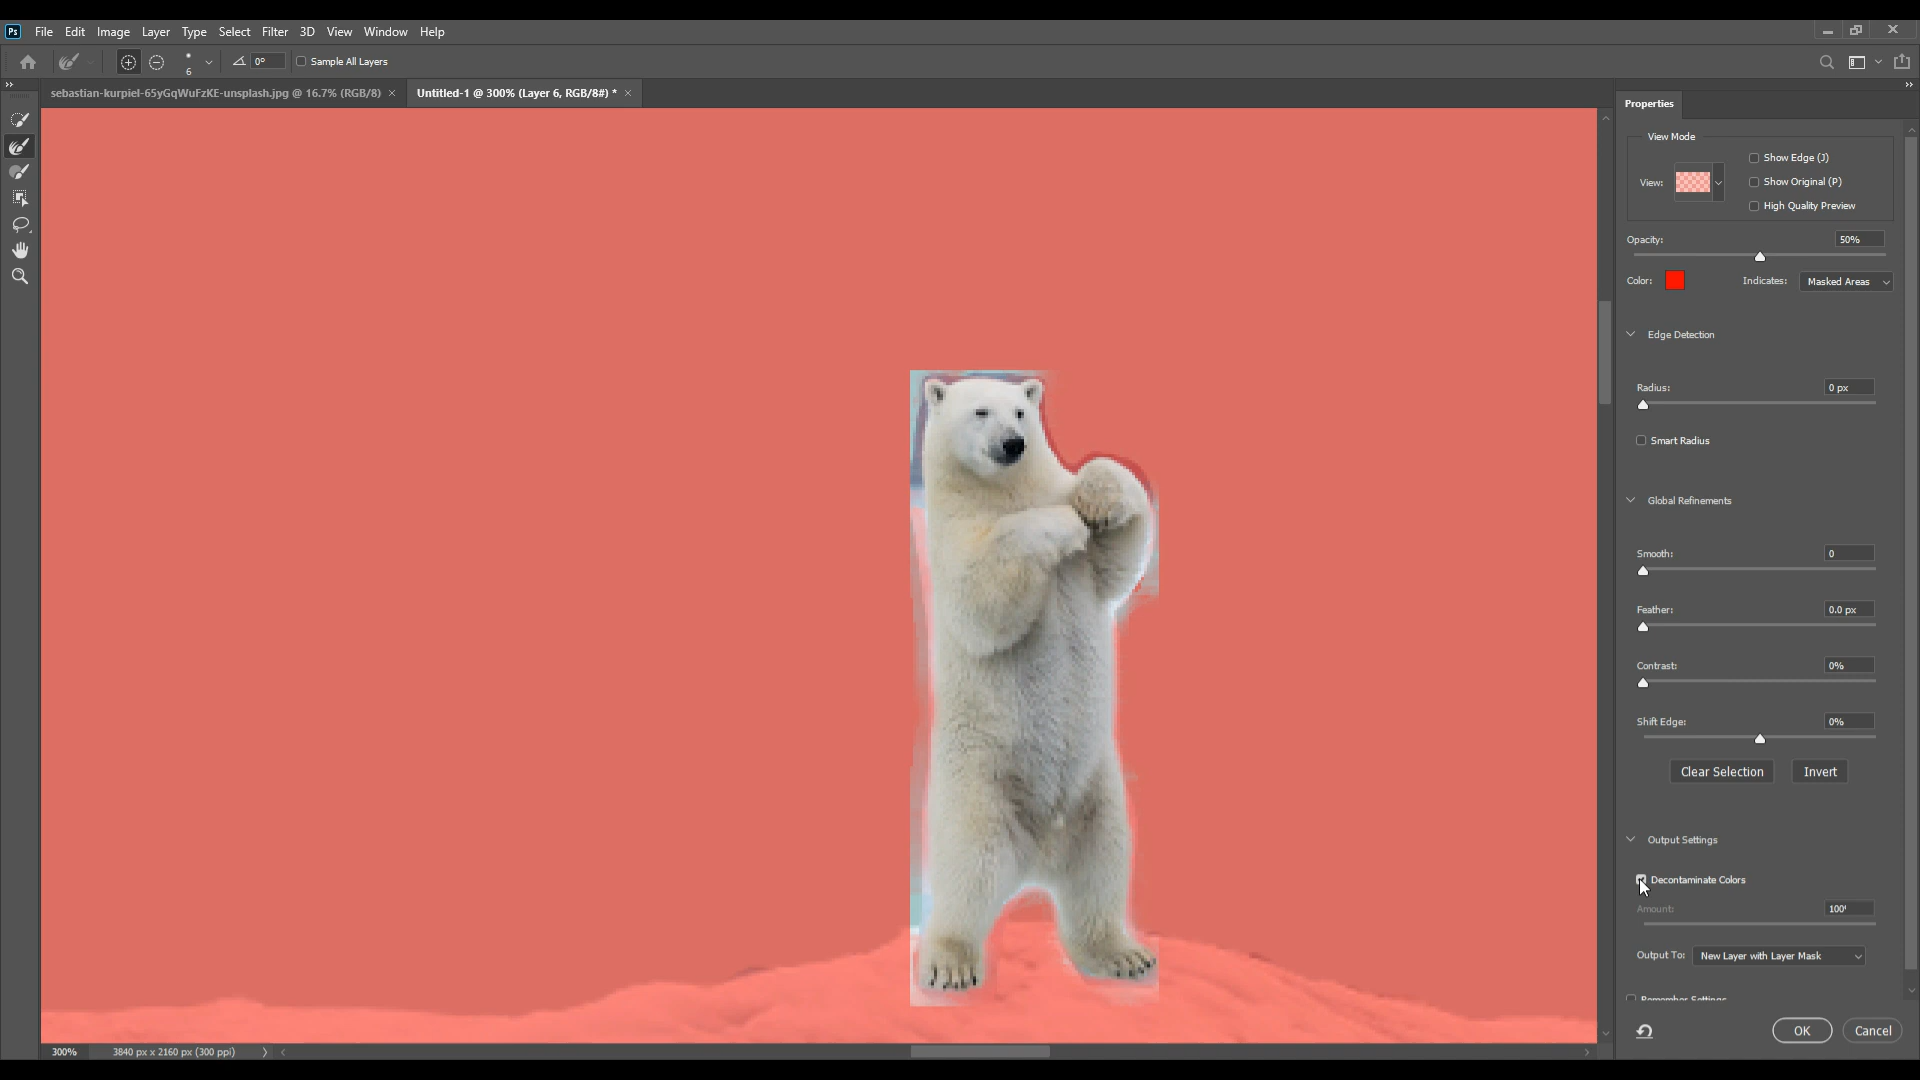 Ps File Edit Image Layer Type Select Filter 3D View Window Help
6 0° Sample All Layers
sebastian-kurpiel-65yGqWuFzKE-unsplash.jpg @ 16.7% (RGB/8) × Untitled-1 @ 300% (Layer 6, RGB/8#) * ×
Properties
View Mode
Show Edge (J)
View: Show Original (P)
High Quality Preview
Opacity: 50%
Color: Indicates: Masked Areas
Edge Detection
Radius: 0 px
Smart Radius
Global Refinements
Smooth: 0
Feather: 0.0 px
Contrast: 0%
Shift Edge: 0%
Clear Selection Invert
Output Settings
Decontaminate Colors
Amount: 100
Output To: New Layer with Layer Mask
Remember Settings
OK Cancel
300% 3840 px x 2160 px (300 ppi)